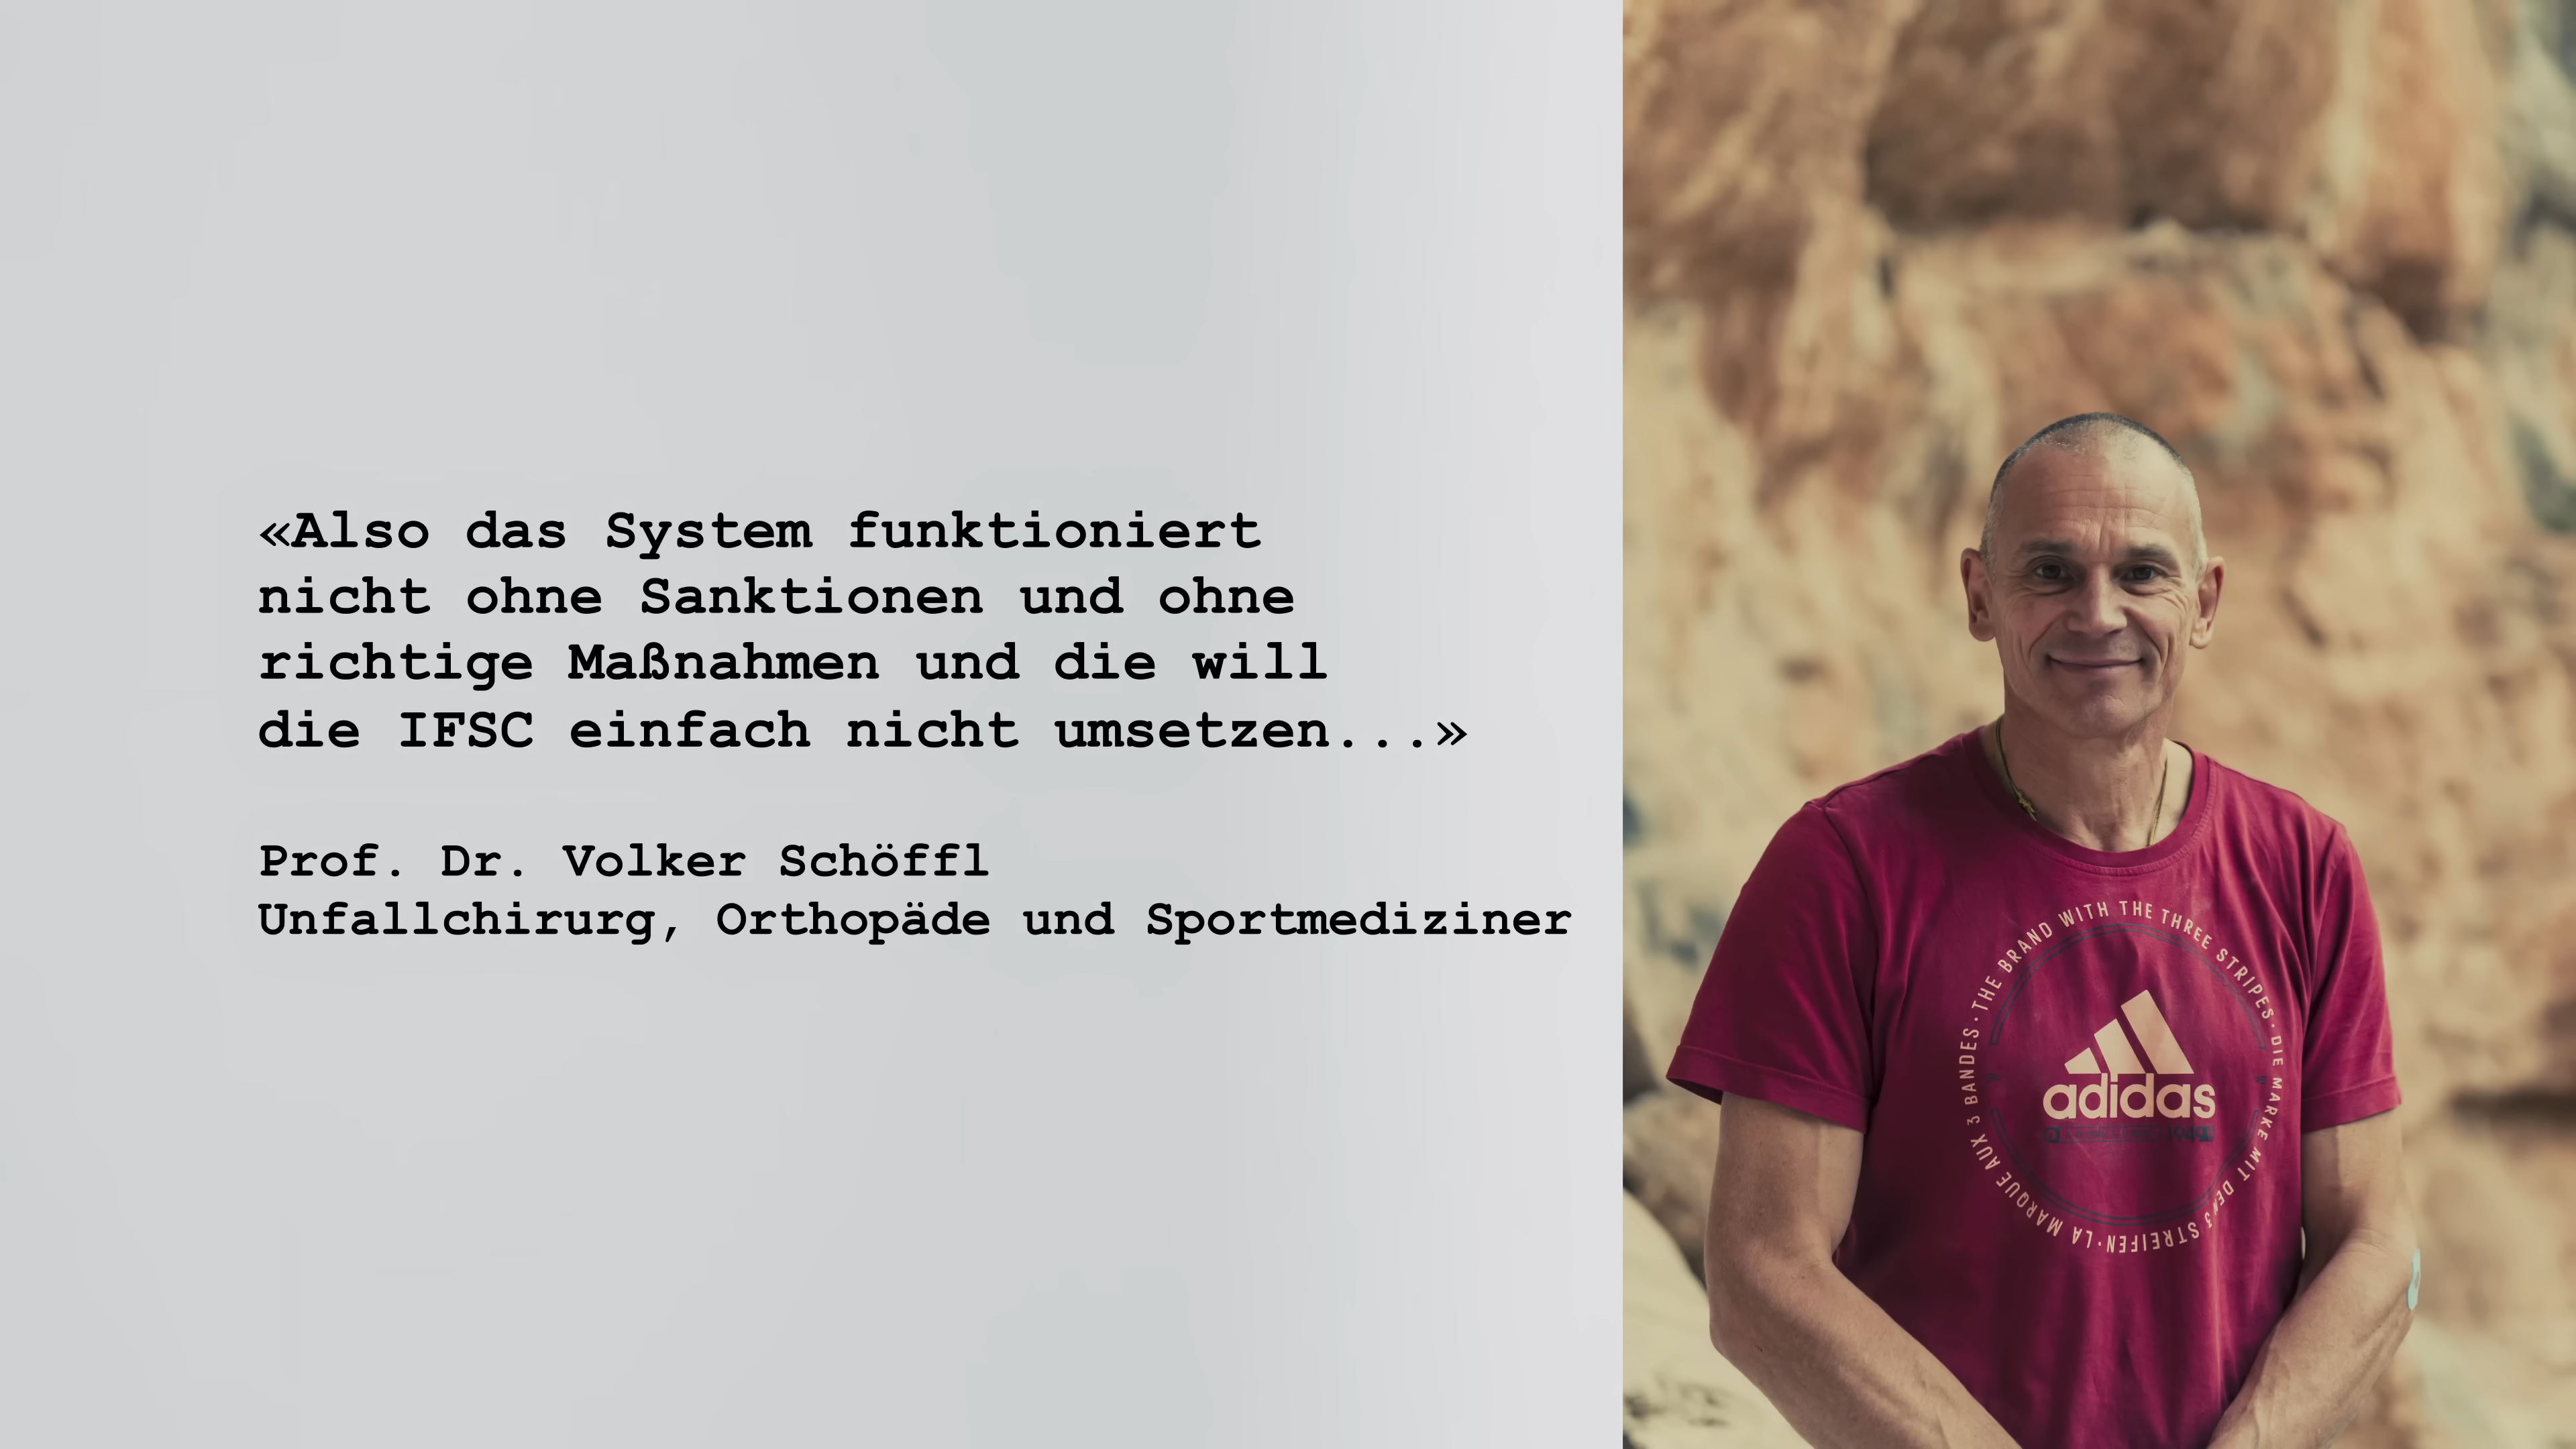 «Also das System funktioniert
nicht ohne Sanktionen und ohne
richtige Maßnahmen und die will
die IFSC einfach nicht umsetzen...»
Prof. Dr. Volker Schöffl
Unfallchirurg, Orthopäde und Sportmediziner
THE BRAND WITH THE THREE STRIPES · DIE MARKE MIT DEN 3 STREIFEN · LA MARQUE AUX 3 BANDES ·
adidas
1949